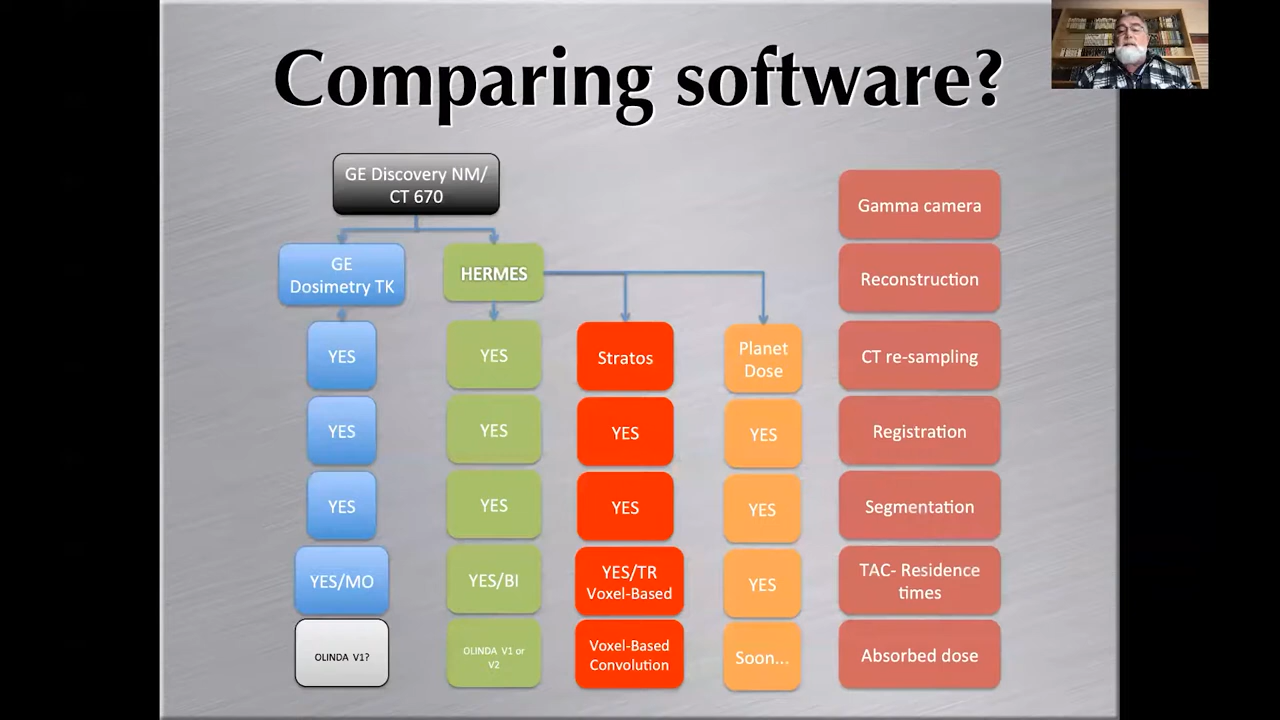 Comparing software?
GE Discovery NM/
CT 670
Gamma camera
GE
Dosimetry TK
HERMES
Reconstruction
YES
YES
Stratos
Planet
Dose
CT re-sampling
YES
YES
YES
YES
Registration
YES
YES
YES
YES
Segmentation
YES/MO
YES/BI
YES/TR
Voxel-Based
YES
TAC- Residence
times
OLINDA V1?
OLINDA V1 or
V2
Voxel-Based
Convolution
Soon...
Absorbed dose